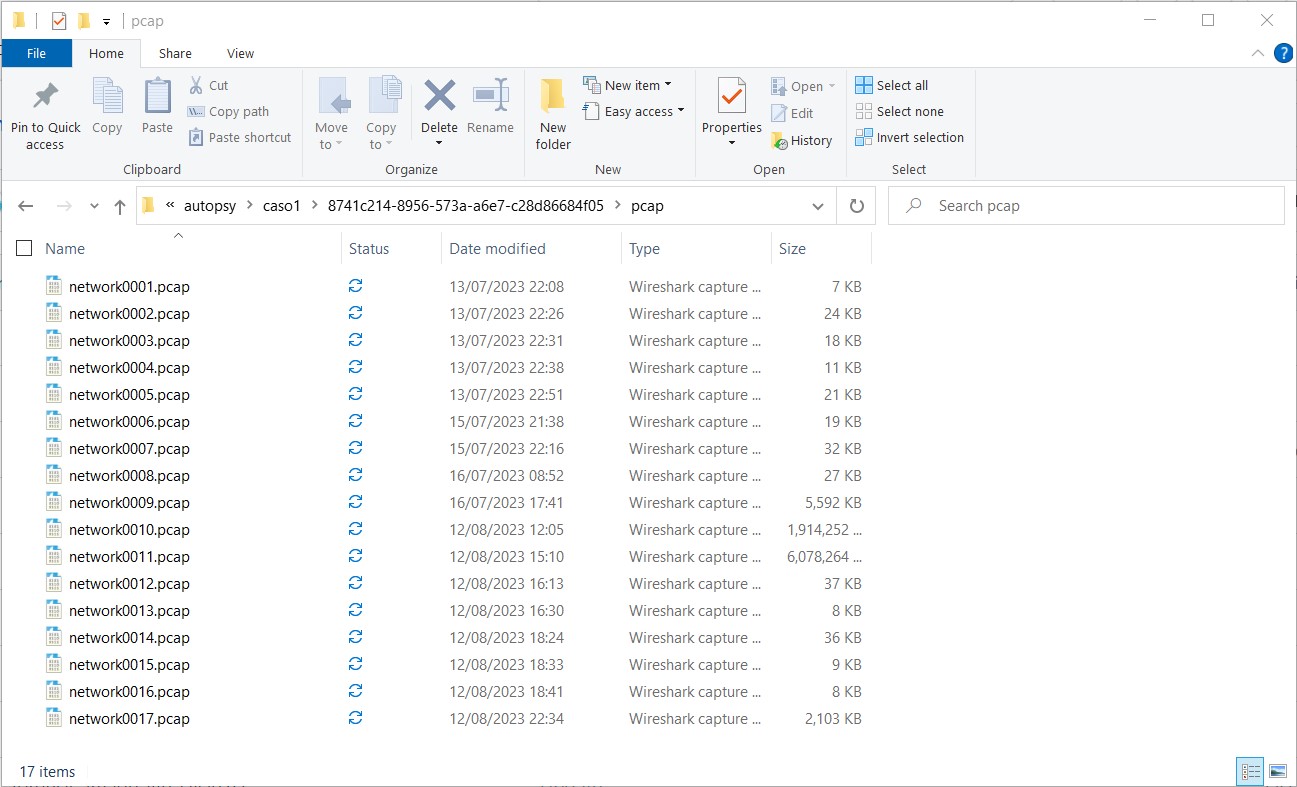 pcap
File Home Share View
Pin to Quick access
Copy
Paste
Cut
Copy path
Paste shortcut
Clipboard
Move to
Copy to
Delete
Rename
Organize
New folder
New item
Easy access
New
Properties
Open
Edit
History
Open
Select all
Select none
Invert selection
Select
« autopsy > caso1 > 8741c214-8956-573a-a6e7-c28d86684f05 > pcap
Search pcap
Name Status Date modified Type Size
network0001.pcap 13/07/2023 22:08 Wireshark capture ... 7 KB
network0002.pcap 13/07/2023 22:26 Wireshark capture ... 24 KB
network0003.pcap 13/07/2023 22:31 Wireshark capture ... 18 KB
network0004.pcap 13/07/2023 22:38 Wireshark capture ... 11 KB
network0005.pcap 13/07/2023 22:51 Wireshark capture ... 21 KB
network0006.pcap 15/07/2023 21:38 Wireshark capture ... 19 KB
network0007.pcap 15/07/2023 22:16 Wireshark capture ... 32 KB
network0008.pcap 16/07/2023 08:52 Wireshark capture ... 27 KB
network0009.pcap 16/07/2023 17:41 Wireshark capture ... 5,592 KB
network0010.pcap 12/08/2023 12:05 Wireshark capture ... 1,914,252 ...
network0011.pcap 12/08/2023 15:10 Wireshark capture ... 6,078,264 ...
network0012.pcap 12/08/2023 16:13 Wireshark capture ... 37 KB
network0013.pcap 12/08/2023 16:30 Wireshark capture ... 8 KB
network0014.pcap 12/08/2023 18:24 Wireshark capture ... 36 KB
network0015.pcap 12/08/2023 18:33 Wireshark capture ... 9 KB
network0016.pcap 12/08/2023 18:41 Wireshark capture ... 8 KB
network0017.pcap 12/08/2023 22:34 Wireshark capture ... 2,103 KB
17 items